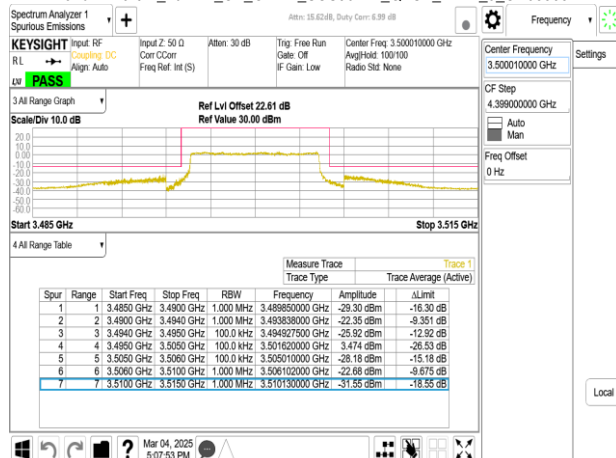 Spectrum Analyzer 1
Spurious Emissions
Attn: 15.62dB, Duty Corr: 6.99 dB
Frequency
KEYSIGHT Input: RF Input Z: 50 Ω Atten: 30 dB Trig: Free Run Center Freq: 3.500010000 GHz
RL Coupling: DC Corr CCorr Gate: Off Avg|Hold: 100/100
Align: Auto Freq Ref: Int (S) IF Gain: Low Radio Std: None
PASS
Center Frequency
3.500010000 GHz
Settings
CF Step
4.399000000 GHz
Auto
Man
Freq Offset
0 Hz
3 All Range Graph
Ref Lvl Offset 22.61 dB
Scale/Div 10.0 dB Ref Value 30.00 dBm
20.0
10.0
0.00
-10.0
-20.0
-30.0
-40.0
-50.0
-60.0
Start 3.485 GHz Stop 3.515 GHz
4 All Range Table
Measure Trace Trace 1
Trace Type Trace Average (Active)
Spur Range Start Freq Stop Freq RBW Frequency Amplitude ΔLimit
1 1 3.4850 GHz 3.4900 GHz 1.000 MHz 3.489850000 GHz -29.30 dBm -16.30 dB
2 2 3.4900 GHz 3.4940 GHz 1.000 MHz 3.493838000 GHz -22.35 dBm -9.351 dB
3 3 3.4940 GHz 3.4950 GHz 100.0 kHz 3.494927500 GHz -25.92 dBm -12.92 dB
4 4 3.4950 GHz 3.5050 GHz 100.0 kHz 3.501620000 GHz 3.474 dBm -26.53 dB
5 5 3.5050 GHz 3.5060 GHz 100.0 kHz 3.505010000 GHz -28.18 dBm -15.18 dB
6 6 3.5060 GHz 3.5100 GHz 1.000 MHz 3.506102000 GHz -22.68 dBm -9.675 dB
7 7 3.5100 GHz 3.5150 GHz 1.000 MHz 3.510130000 GHz -31.55 dBm -18.55 dB
Local
Mar 04, 2025
5:07:53 PM